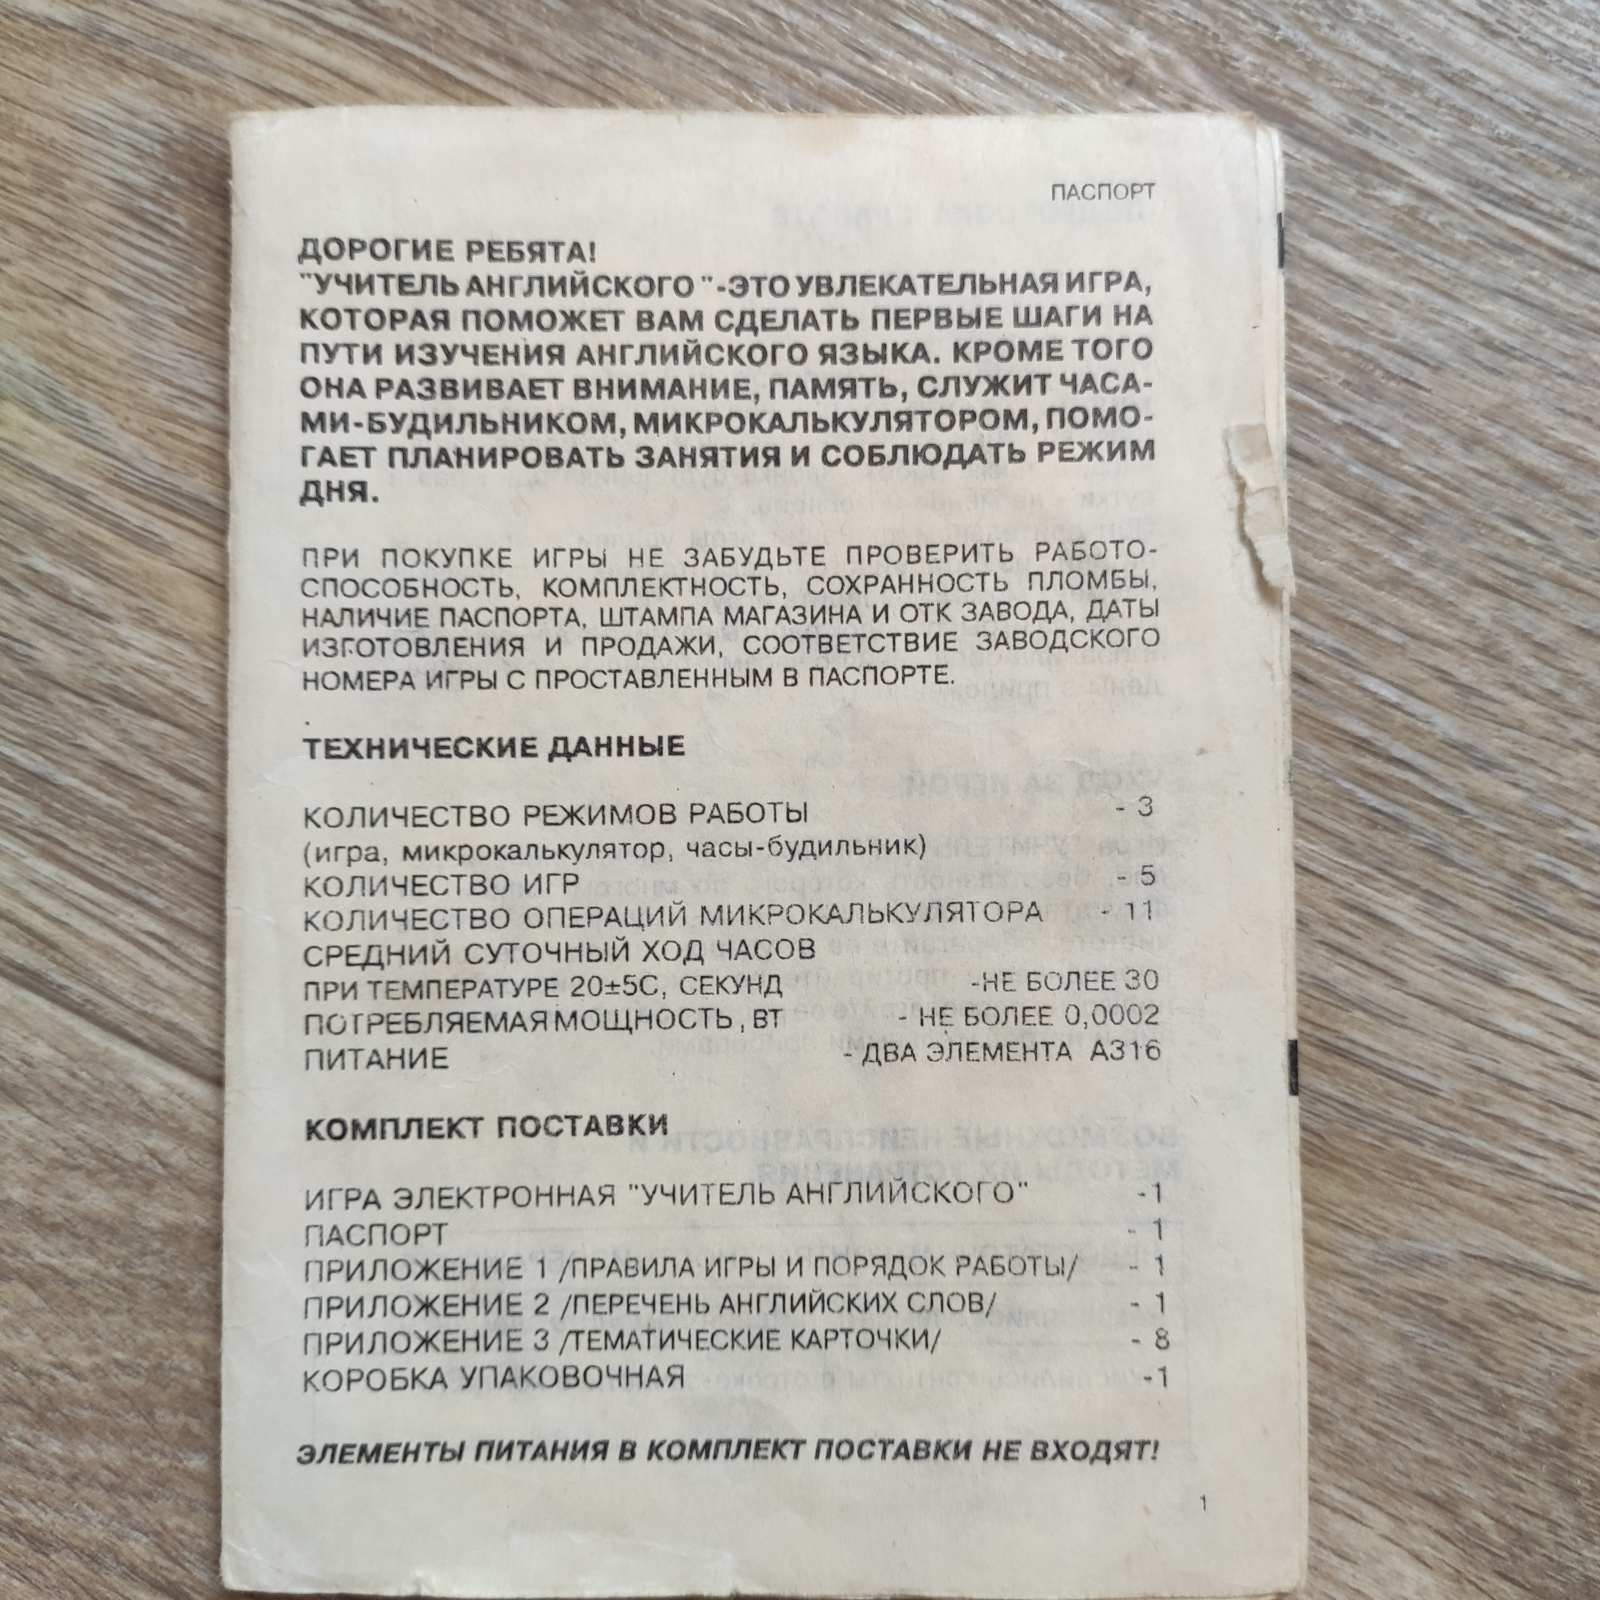 ПАСПОРТ
ДОРОГИЕ РЕБЯТА!
"УЧИТЕЛЬ АНГЛИЙСКОГО "-ЭТО УВЛЕКАТЕЛЬНАЯ ИГРА,
КОТОРАЯ ПОМОЖЕТ ВАМ СДЕЛАТЬ ПЕРВЫЕ ШАГИ НА
ПУТИ ИЗУЧЕНИЯ АНГЛИЙСКОГО ЯЗЫКА. КРОМЕ ТОГО
ОНА РАЗВИВАЕТ ВНИМАНИЕ, ПАМЯТЬ, СЛУЖИТ ЧАСА-
МИ-БУДИЛЬНИКОМ, МИКРОКАЛЬКУЛЯТОРОМ, ПОМО-
ГАЕТ ПЛАНИРОВАТЬ ЗАНЯТИЯ И СОБЛЮДАТЬ РЕЖИМ
ДНЯ.
ПРИ ПОКУПКЕ ИГРЫ НЕ ЗАБУДЬТЕ ПРОВЕРИТЬ РАБОТО-
СПОСОБНОСТЬ, КОМПЛЕКТНОСТЬ, СОХРАННОСТЬ ПЛОМБЫ,
НАЛИЧИЕ ПАСПОРТА, ШТАМПА МАГАЗИНА И ОТК ЗАВОДА, ДАТЫ
ИЗГОТОВЛЕНИЯ И ПРОДАЖИ, СООТВЕТСТВИЕ ЗАВОДСКОГО
НОМЕРА ИГРЫ С ПРОСТАВЛЕННЫМ В ПАСПОРТЕ.
ТЕХНИЧЕСКИЕ ДАННЫЕ
КОЛИЧЕСТВО РЕЖИМОВ РАБОТЫ - 3
(игра, микрокалькулятор, часы-будильник)
КОЛИЧЕСТВО ИГР - 5
КОЛИЧЕСТВО ОПЕРАЦИЙ МИКРОКАЛЬКУЛЯТОРА - 11
СРЕДНИЙ СУТОЧНЫЙ ХОД ЧАСОВ
ПРИ ТЕМПЕРАТУРЕ 20±5С, СЕКУНД -НЕ БОЛЕЕ 30
ПОТРЕБЛЯЕМАЯ МОЩНОСТЬ, ВТ - НЕ БОЛЕЕ 0,0002
ПИТАНИЕ - ДВА ЭЛЕМЕНТА А316
КОМПЛЕКТ ПОСТАВКИ
ИГРА ЭЛЕКТРОННАЯ "УЧИТЕЛЬ АНГЛИЙСКОГО" -1
ПАСПОРТ - 1
ПРИЛОЖЕНИЕ 1 /ПРАВИЛА ИГРЫ И ПОРЯДОК РАБОТЫ/ - 1
ПРИЛОЖЕНИЕ 2 /ПЕРЕЧЕНЬ АНГЛИЙСКИХ СЛОВ/ - 1
ПРИЛОЖЕНИЕ 3 /ТЕМАТИЧЕСКИЕ КАРТОЧКИ/ - 8
КОРОБКА УПАКОВОЧНАЯ -1
ЭЛЕМЕНТЫ ПИТАНИЯ В КОМПЛЕКТ ПОСТАВКИ НЕ ВХОДЯТ!
1